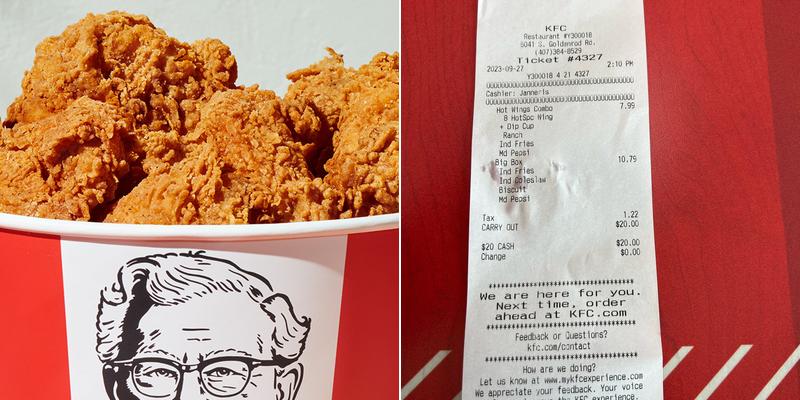 KFC
Restaurant #Y300018
5041 S. Goldenrod Rd.
(407)384-8529
Ticket #4327
2023-09-27 2:10 PM
Y300018 4 21 4327
Cashier: Janneris
Hot Wings Combo 7.99
8 HotSpc Wing
+ Dip Cup
Ranch
Ind Fries
Md Pepsi
Big Box 10.79
Ind Fries
Ind Coleslaw
Biscuit
Md Pepsi
Tax 1.22
CARRY OUT $20.00
$20 CASH $20.00
Change $0.00
************************************
We are here for you.
Next time, order
ahead at KFC.com
************************************
Feedback or Questions?
kfc.com/contact
************************************
How are we doing?
Let us know at www.mykfcexperience.com
We appreciate your feedback. Your voice
KFC experience.